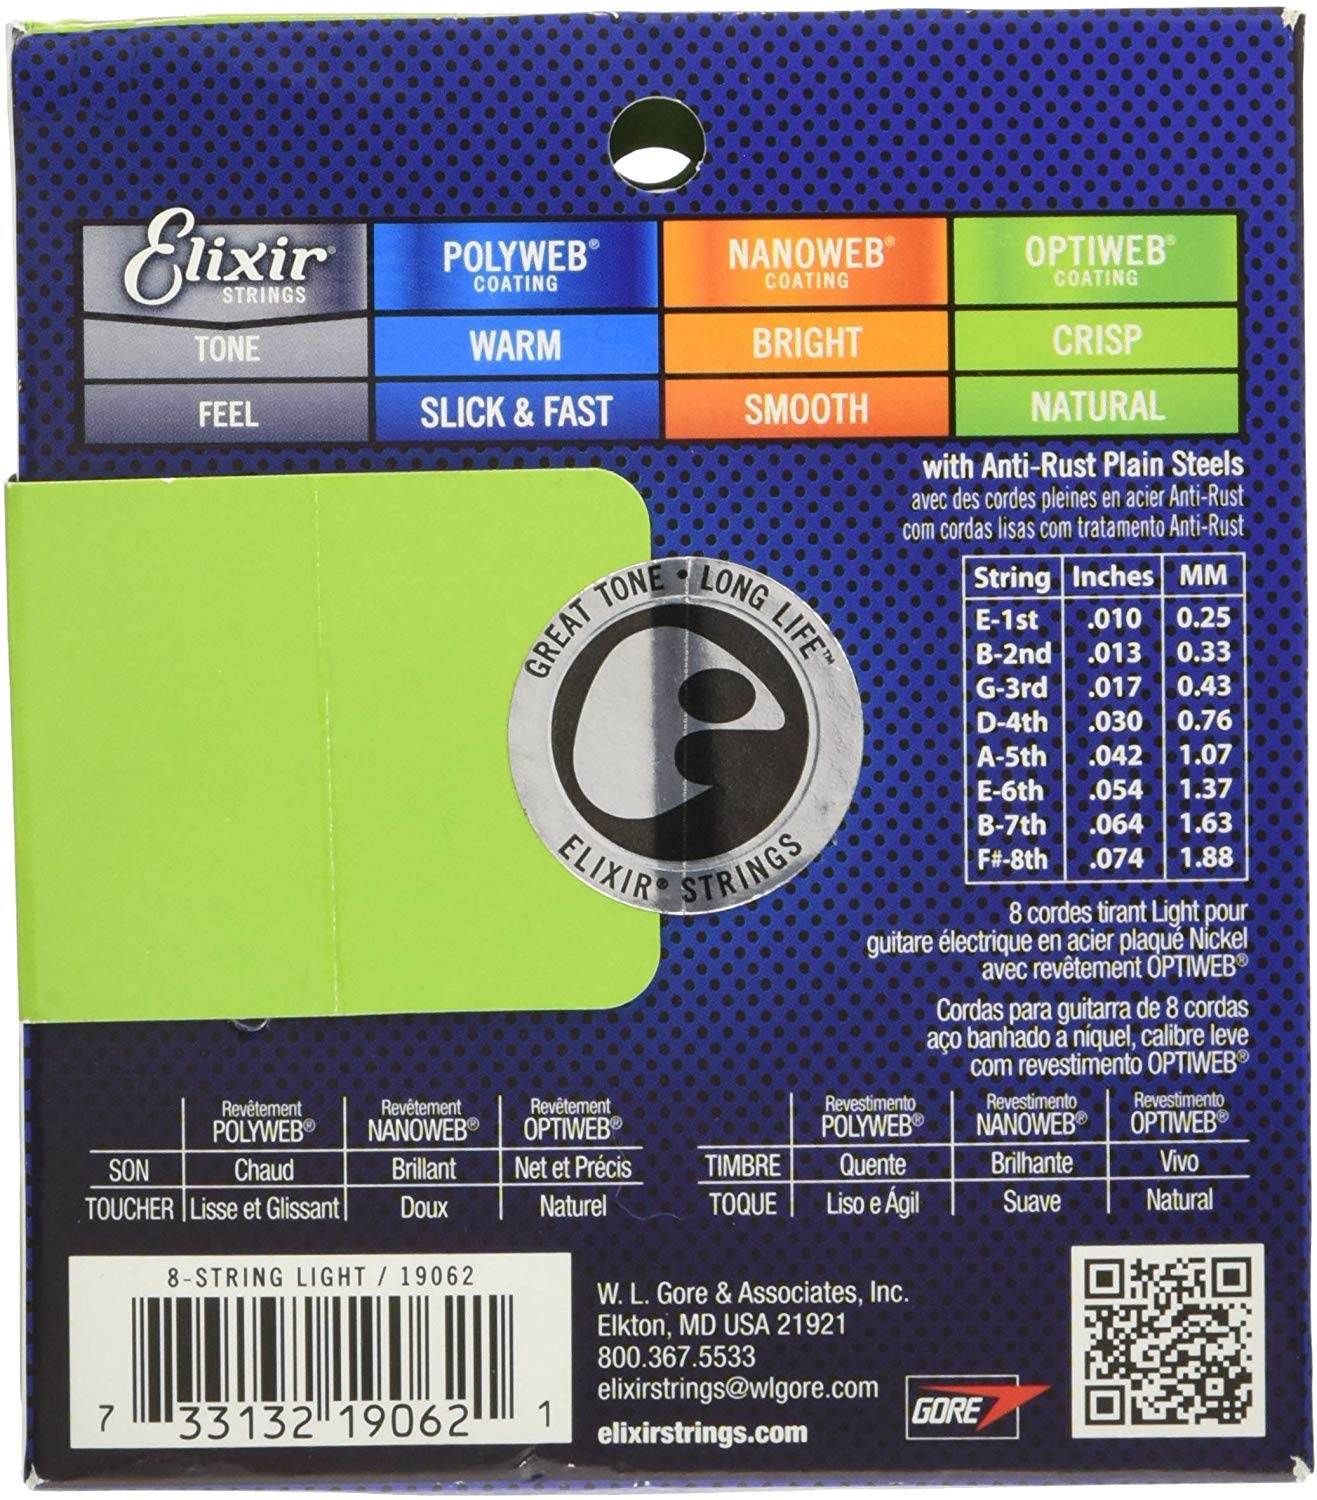 Elixir® POLYWEB® NANOWEB® OPTIWEB®
STRINGS COATING COATING COATING
TONE WARM BRIGHT CRISP
FEEL SLICK & FAST SMOOTH NATURAL
with Anti-Rust Plain Steels
avec des cordes pleines en acier Anti-Rust
com cordas lisas com tratamento Anti-Rust
GREAT TONE • LONG LIFE™
ELIXIR® STRINGS
String Inches MM
E-1st .010 0.25
B-2nd .013 0.33
G-3rd .017 0.43
D-4th .030 0.76
A-5th .042 1.07
E-6th .054 1.37
B-7th .064 1.63
F#-8th .074 1.88
8 cordes tirant Light pour
guitare électrique en acier plaqué Nickel
avec revêtement OPTIWEB®
Cordas para guitarra de 8 cordas
aço banhado a níquel, calibre leve
com revestimento OPTIWEB®
Revêtement Revêtement Revêtement
POLYWEB® NANOWEB® OPTIWEB®
SON Chaud Brillant Net et Précis
TOUCHER Lisse et Glissant Doux Naturel
Revestimento Revestimento Revestimento
POLYWEB® NANOWEB® OPTIWEB®
TIMBRE Quente Brilhante Vivo
TOQUE Liso e Ágil Suave Natural
8-STRING LIGHT / 19062
7 33132 19062 1
W. L. Gore & Associates, Inc.
Elkton, MD USA 21921
800.367.5533
elixirstrings@wlgore.com
elixirstrings.com
GORE